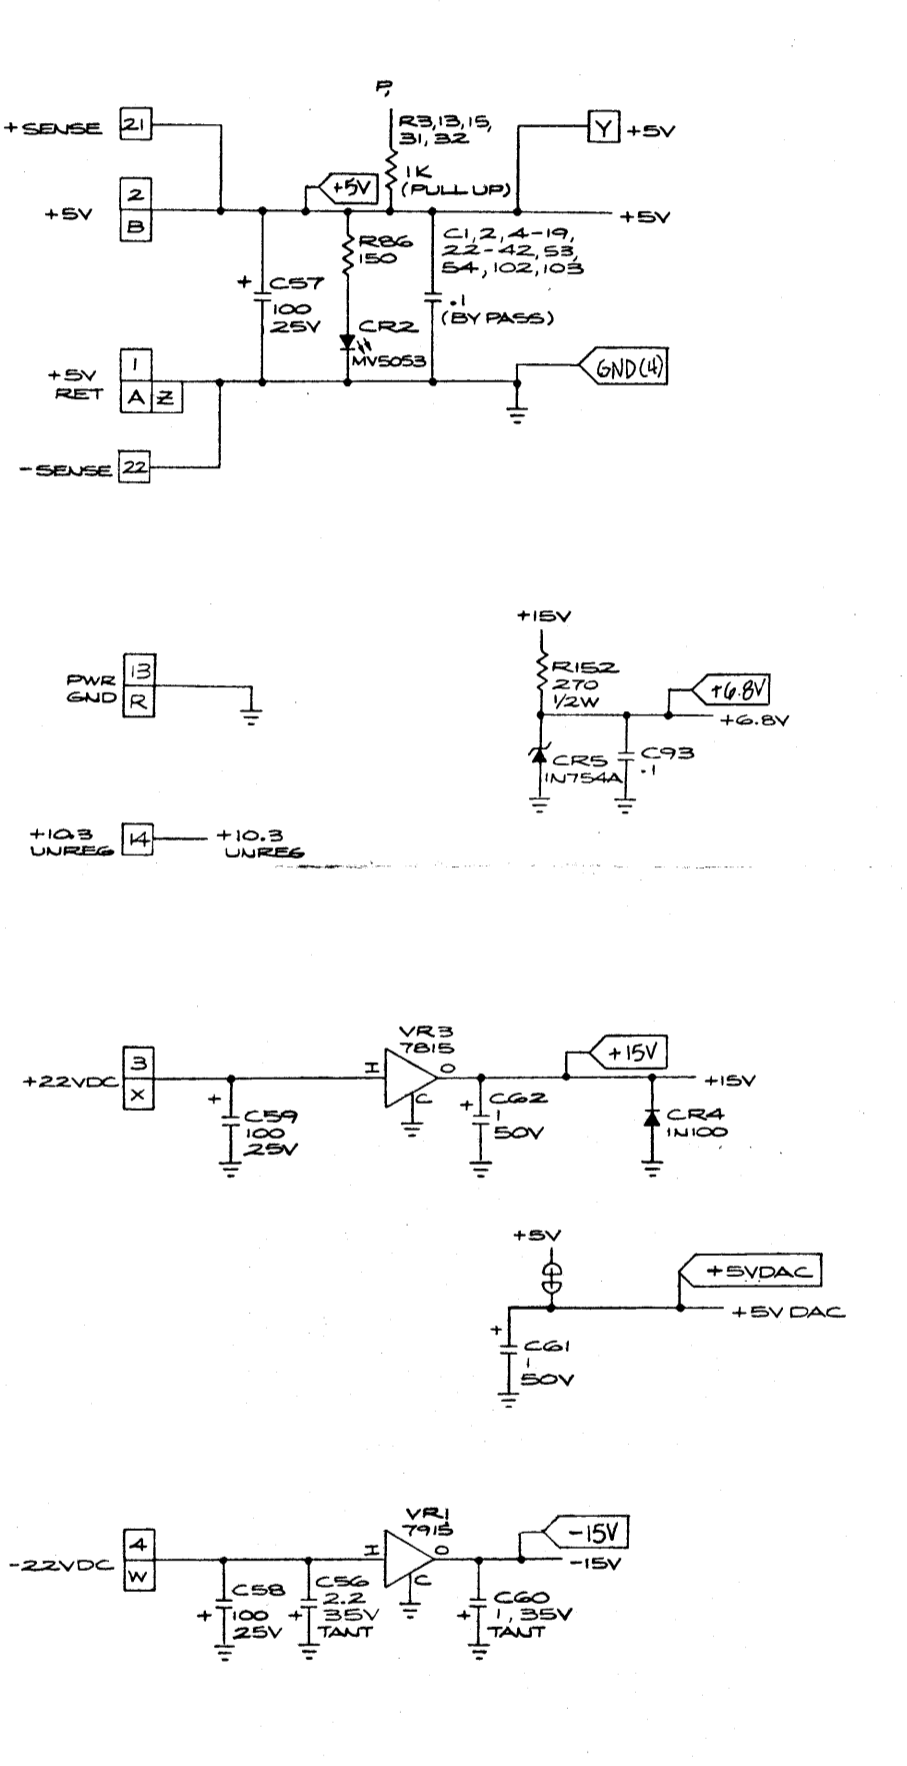 P,
+SENSE 21
R3,13,15,
31, 32
1K
(PULL UP)
Y +5V
+5V
2
B
+5V
+5V
R86
150
C1, 2, 4-19,
22-42, 53,
54, 102, 103
.1
(BYPASS)
+ C57
100
25V
CR2
MV5053
+5V
RET
1
A Z
GND(4)
-SENSE 22
+15V
R152
270
1/2W
PWR
GND
13
R
+6.8V
+6.8V
CR5
1N754A
C93
.1
+10.3
UNREG
14
+10.3
UNREG
VR3
7815
+22VDC
3
X
I
O
C
+15V
+15V
+ C59
100
25V
+ C62
1
50V
CR4
1N100
+5V
+5VDAC
+5V DAC
+ C61
1
50V
VR1
7915
-22VDC
4
W
I
O
C
-15V
-15V
+ C58
100
25V
+ C56
2.2
35V
TANT
+ C60
1, 35V
TANT